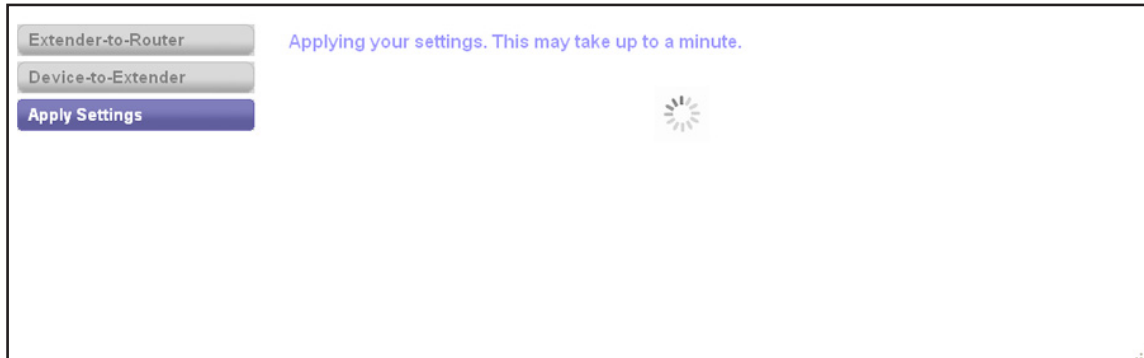 Extender-to-Router
Applying your settings. This may take up to a minute.
Device-to-Extender
Apply Settings